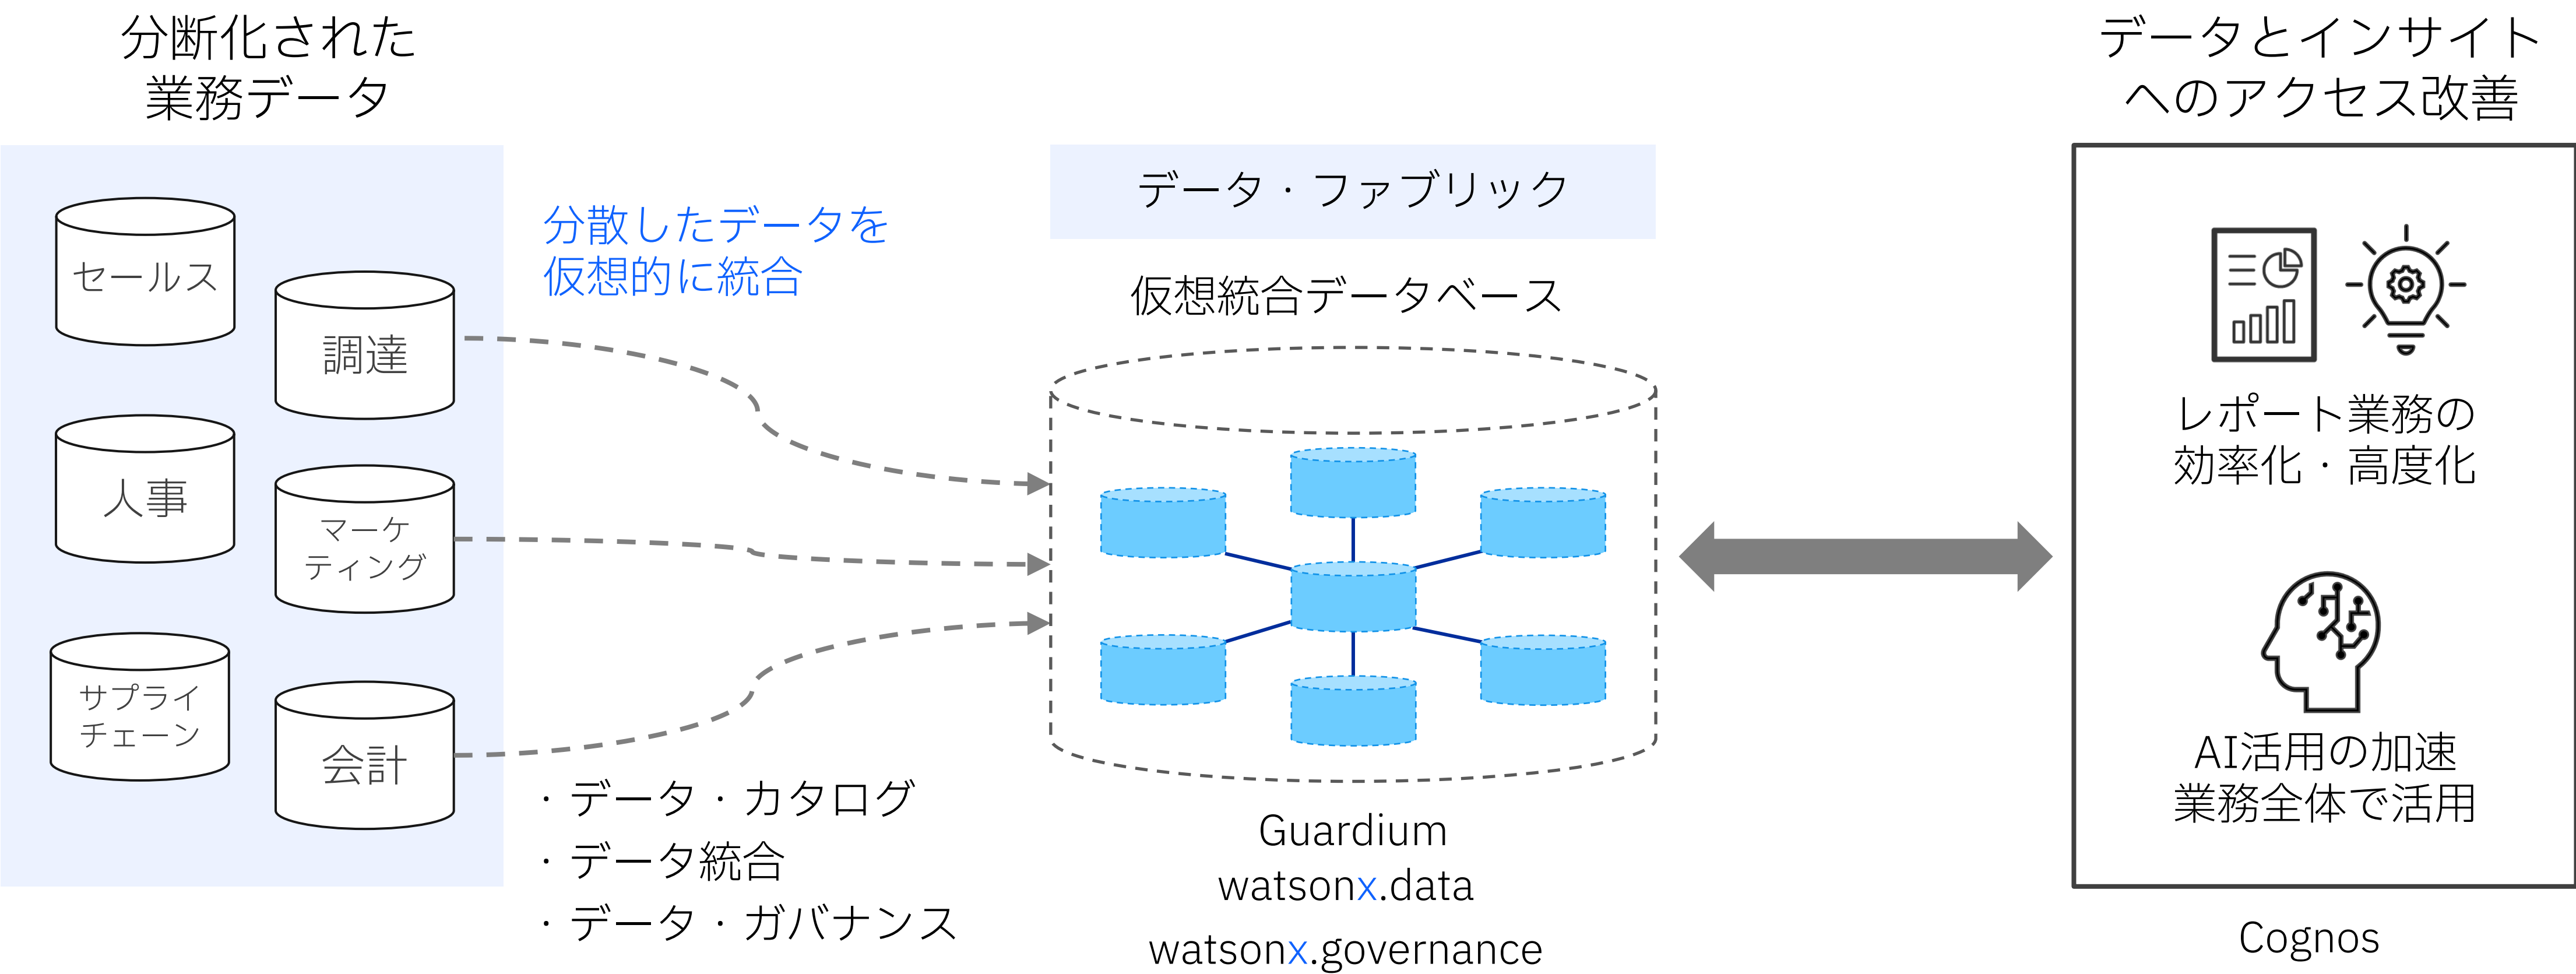 分断化された
業務データ
セールス
調達
人事
マーケ
ティング
サプライ
チェーン
会計
分散したデータを
仮想的に統合
・データ・カタログ
・データ統合
・データ・ガバナンス
データ・ファブリック
仮想統合データベース
Guardium
watsonx.data
watsonx.governance
データとインサイト
へのアクセス改善
レポート業務の
効率化・高度化
AI活用の加速
業務全体で活用
Cognos